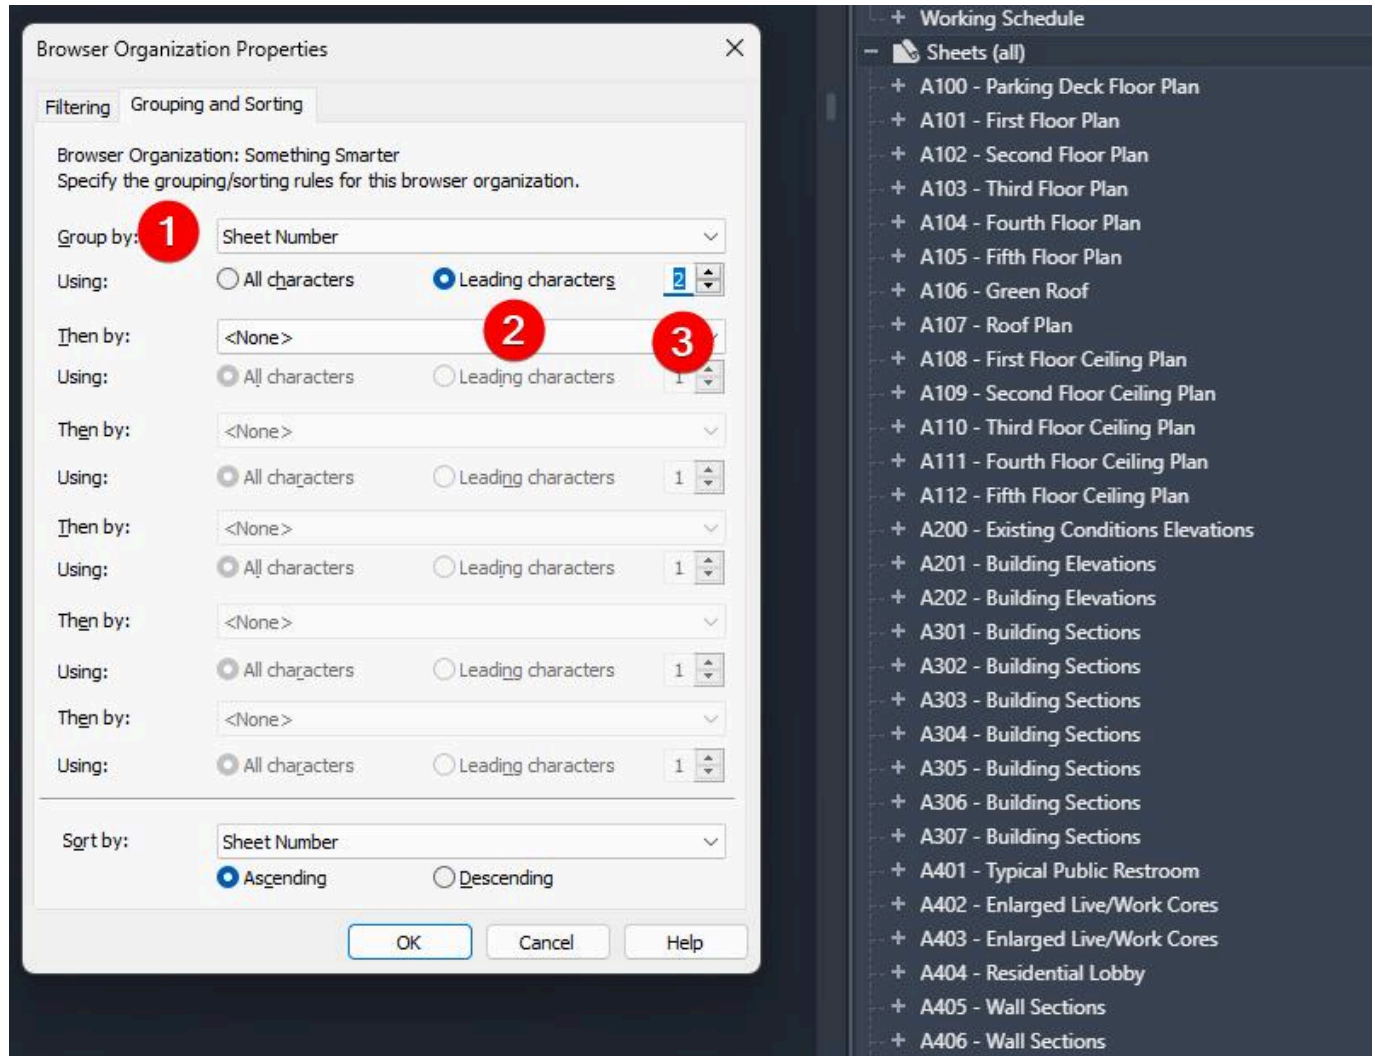 Browser Organization Properties
Filtering
Grouping and Sorting
Browser Organization: Something Smarter
Specify the grouping/sorting rules for this browser organization.
Group by: 1 Sheet Number
Using: All characters Leading characters 2
2
3
Then by: <None>
Using: All characters Leading characters 1
Then by: <None>
Using: All characters Leading characters 1
Then by: <None>
Using: All characters Leading characters 1
Then by: <None>
Using: All characters Leading characters 1
Then by: <None>
Using: All characters Leading characters 1
Sort by: Sheet Number
Ascending Descending
OK Cancel Help
Working Schedule
Sheets (all)
A100 - Parking Deck Floor Plan
A101 - First Floor Plan
A102 - Second Floor Plan
A103 - Third Floor Plan
A104 - Fourth Floor Plan
A105 - Fifth Floor Plan
A106 - Green Roof
A107 - Roof Plan
A108 - First Floor Ceiling Plan
A109 - Second Floor Ceiling Plan
A110 - Third Floor Ceiling Plan
A111 - Fourth Floor Ceiling Plan
A112 - Fifth Floor Ceiling Plan
A200 - Existing Conditions Elevations
A201 - Building Elevations
A202 - Building Elevations
A301 - Building Sections
A302 - Building Sections
A303 - Building Sections
A304 - Building Sections
A305 - Building Sections
A306 - Building Sections
A307 - Building Sections
A401 - Typical Public Restroom
A402 - Enlarged Live/Work Cores
A403 - Enlarged Live/Work Cores
A404 - Residential Lobby
A405 - Wall Sections
A406 - Wall Sections